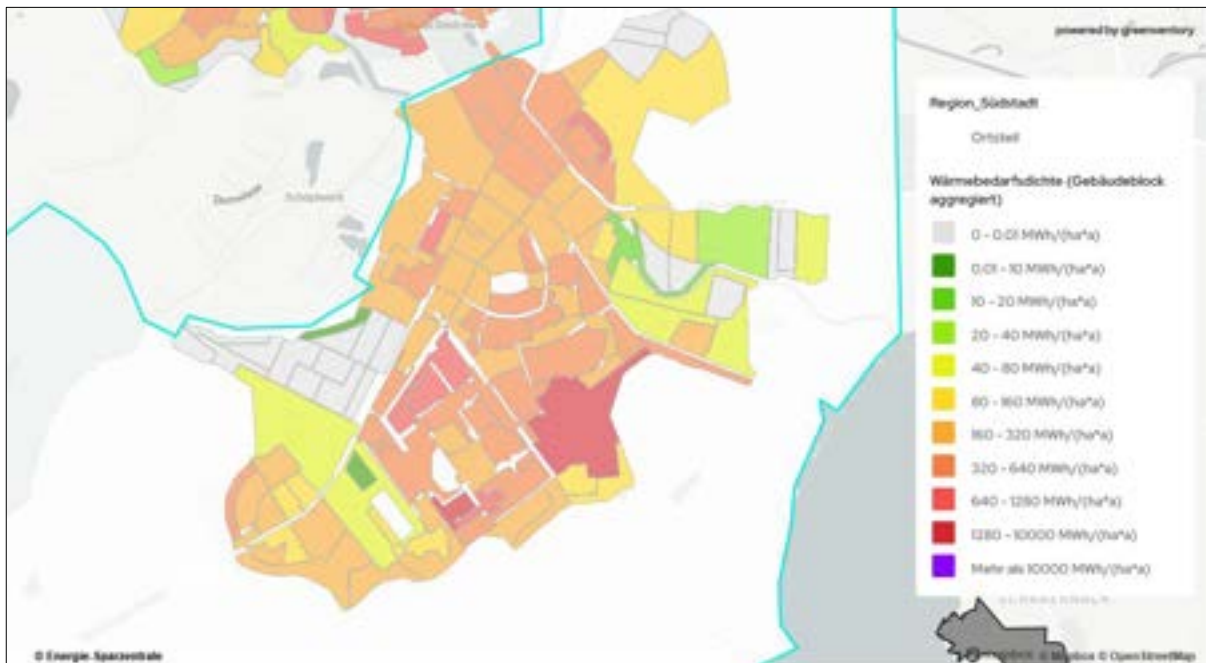 powered by greenventory
Region_Südstadt
Ortsteil
Wärmebedarfsdichte (Gebäudeblock
aggregiert)
0 - 0.01 MWh/(ha*a)
0.01 - 10 MWh/(ha*a)
10 - 20 MWh/(ha*a)
20 - 40 MWh/(ha*a)
40 - 80 MWh/(ha*a)
80 - 160 MWh/(ha*a)
160 - 320 MWh/(ha*a)
320 - 640 MWh/(ha*a)
640 - 1280 MWh/(ha*a)
1280 - 10000 MWh/(ha*a)
Mehr als 10000 MWh/(ha*a)
© Energie-Sparzentrale
© Mapbox © OpenStreetMap